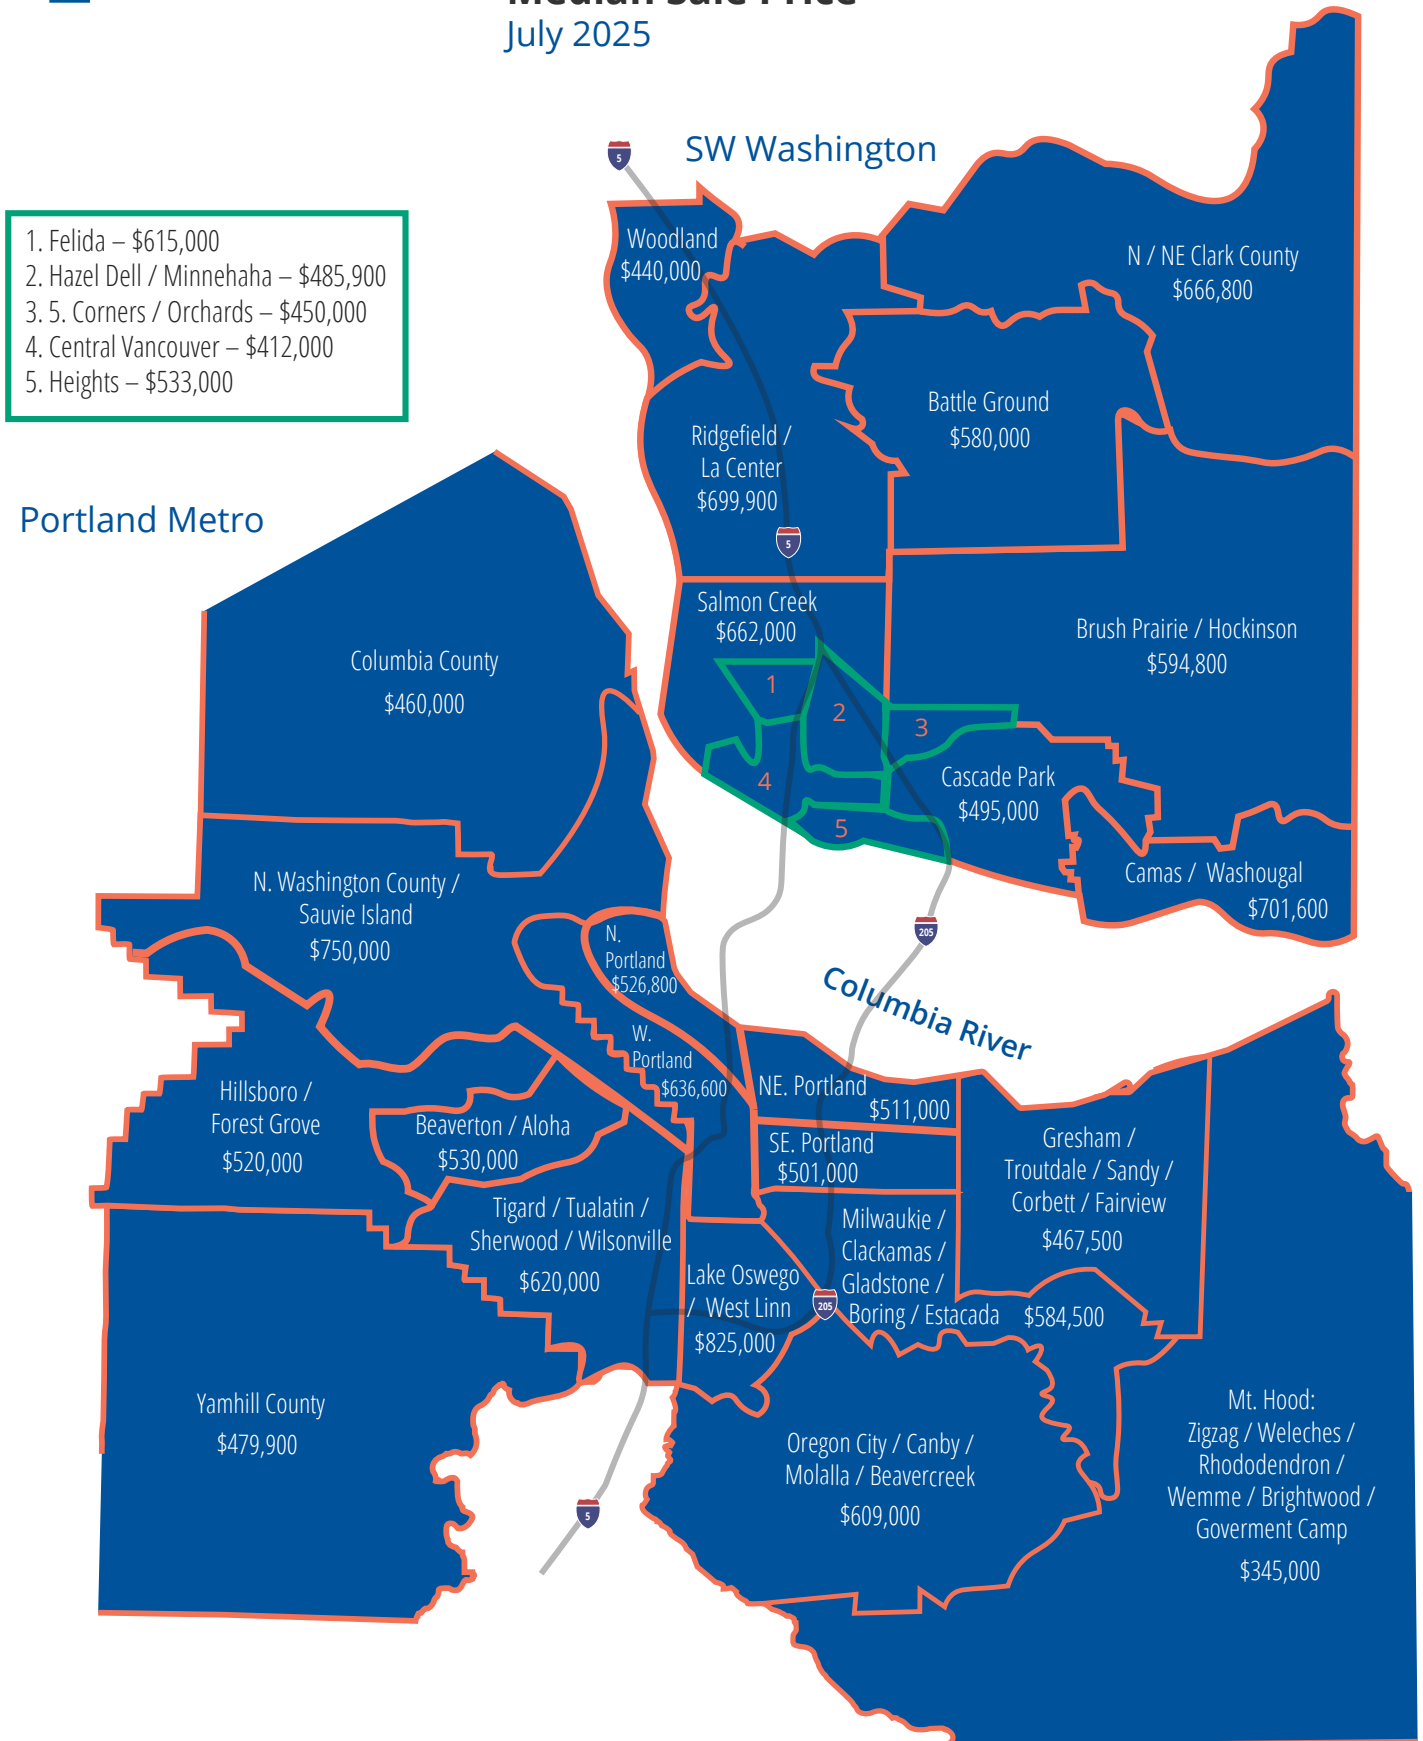 Median Sale Price
July 2025
SW Washington
1. Felida – $615,000
2. Hazel Dell / Minnehaha – $485,900
3. 5. Corners / Orchards – $450,000
4. Central Vancouver – $412,000
5. Heights – $533,000
5
Woodland
$440,000
N / NE Clark County
$666,800
Battle Ground
$580,000
Ridgefield /
La Center
$699,900
5
Salmon Creek
$662,000
Brush Prairie / Hockinson
$594,800
1
2
3
4
5
Cascade Park
$495,000
Camas / Washougal
$701,600
205
Columbia River
Portland Metro
Columbia County
$460,000
N. Washington County /
Sauvie Island
$750,000
N.
Portland
$526,800
W.
Portland
$636,600
NE. Portland
$511,000
SE. Portland
$501,000
Hillsboro /
Forest Grove
$520,000
Beaverton / Aloha
$530,000
Tigard / Tualatin /
Sherwood / Wilsonville
$620,000
Lake Oswego
/ West Linn
$825,000
Milwaukie /
Clackamas /
Gladstone /
Boring / Estacada
$584,500
205
Gresham /
Troutdale / Sandy /
Corbett / Fairview
$467,500
Yamhill County
$479,900
5
Oregon City / Canby /
Molalla / Beavercreek
$609,000
Mt. Hood:
Zigzag / Weleches /
Rhododendron /
Wemme / Brightwood /
Goverment Camp
$345,000